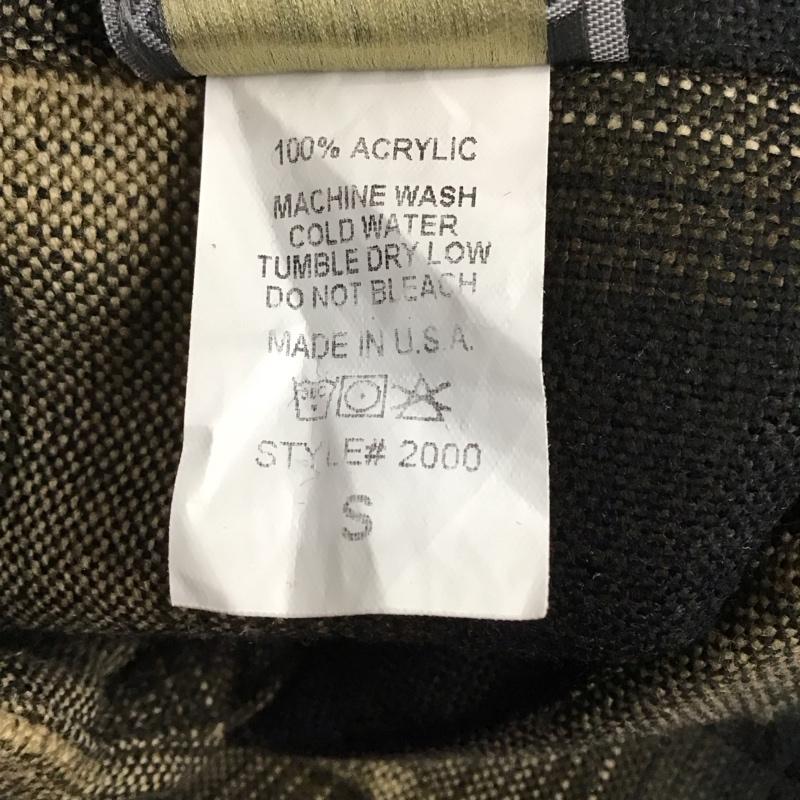 100% ACRYLIC
MACHINE WASH
COLD WATER
TUMBLE DRY LOW
DO NOT BLEACH
MADE IN U.S.A.
STYLE# 2000
S